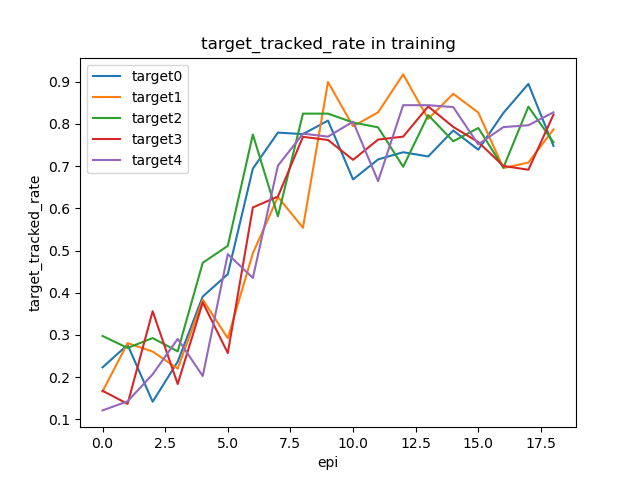 target_tracked_rate in training
target0
target1
target2
target3
target4
target_tracked_rate
0.9
0.8
0.7
0.6
0.5
0.4
0.3
0.2
0.1
0.0 2.5 5.0 7.5 10.0 12.5 15.0 17.5
epi